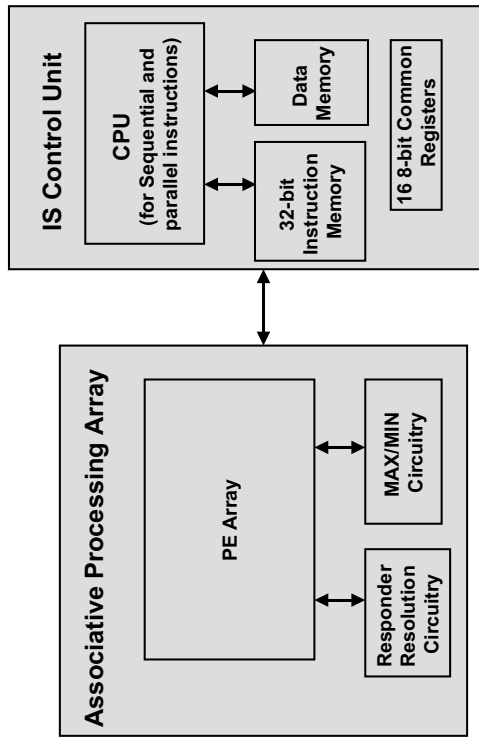 Associative Processing Array
PE Array
Responder
Resolution
Circuitry
MAX/MIN
Circuitry
IS Control Unit
CPU
(for Sequential and
parallel instructions)
32-bit
Instruction
Memory
Data
Memory
16 8-bit Common
Registers